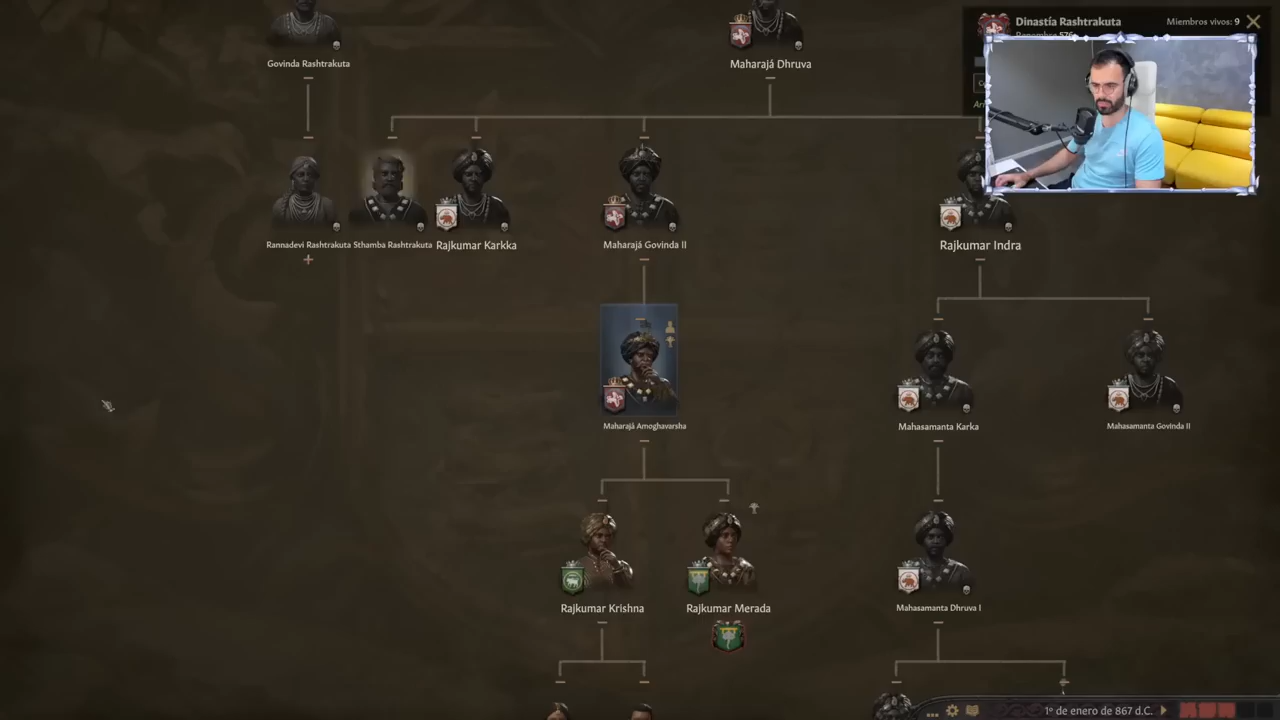 Dinastía Rashtrakuta
Miembros vivos: 9
Govinda Rashtrakuta
Maharajá Dhruva
Rannadevi Rashtrakuta
Sthamba Rashtrakuta
Rajkumar Karkka
Maharajá Govinda II
Rajkumar Indra
Maharajá Amoghavarsha
Mahasamanta Karka
Mahasamanta Govinda II
Rajkumar Krishna
Rajkumar Merada
Mahasamanta Dhruva I
1º de enero de 867 d.C.